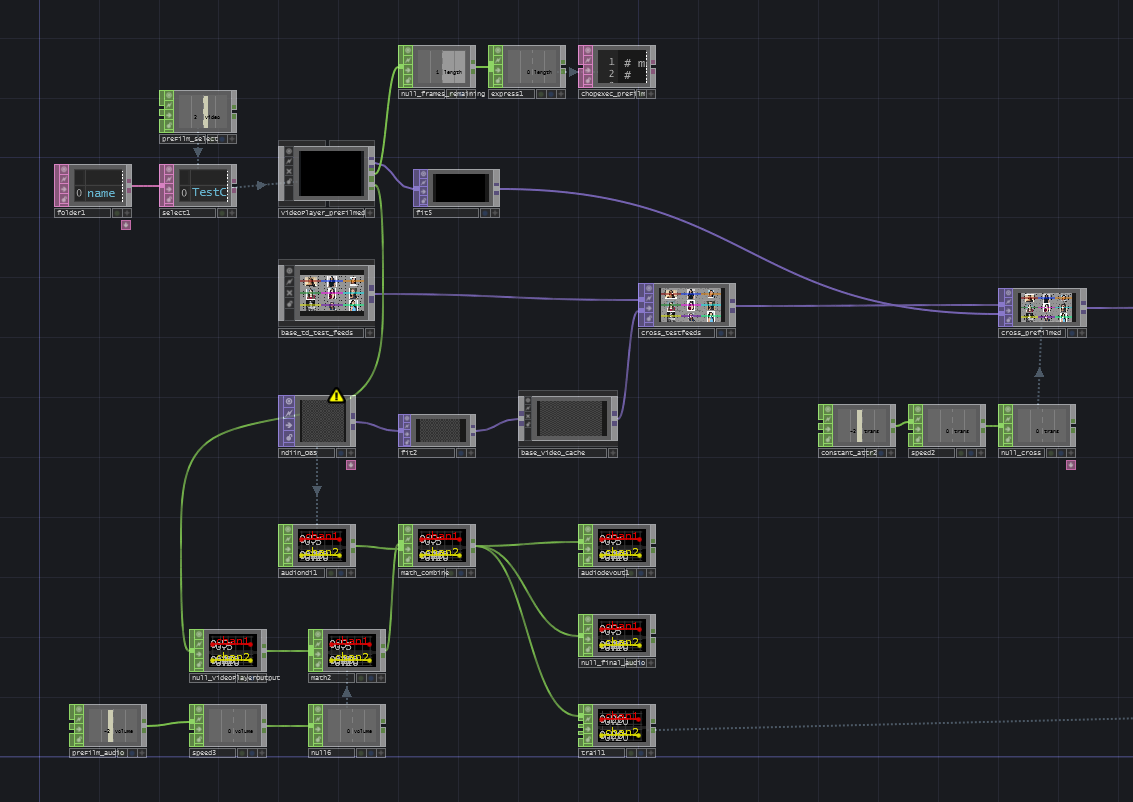 1 length
0 length
1 # m
2 #
null_frames_remaining
express1
chopexec_prefilm
2 video
prefilm_select
0 name
0 TestC
folder1
select1
videoPlayer_prefilmed
fit5
base_td_test_feeds
cross_testfeeds
cross_prefilmed
-2 trans
0 trans
0 trans
ndiin_OBS
fit2
base_video_cache
constant_attr2
speed2
null_cross
chan1
chan2
chan1
chan2
chan1
chan2
audiondi1
math_combine
audiodevout1
chan1
chan2
null_final_audio
chan1
chan2
chan1
chan2
null_videoPlayerOutput
math2
-2 volume
0 volume
0 volume
chan1
chan2
prefilm_audio
speed3
null6
trail1